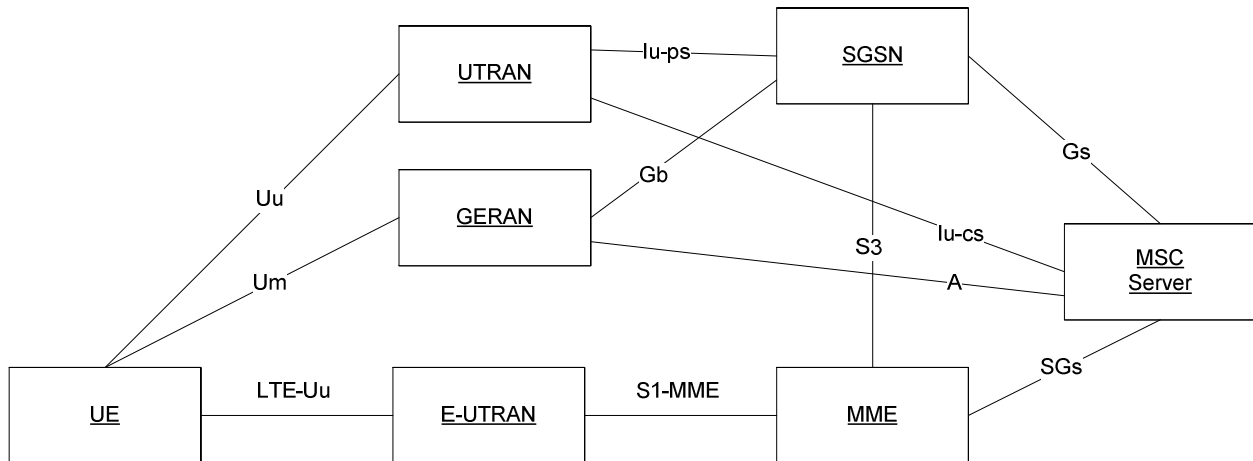 Iu-ps
SGSN
UTRAN
Gs
Gb
Uu
GERAN
Iu-cs
S3
MSC
Server
Um
A
SGs
LTE-Uu
S1-MME
UE
E-UTRAN
MME